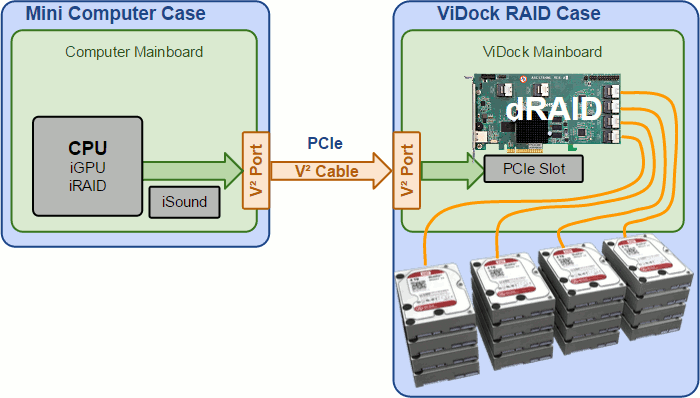 Mini Computer Case
Computer Mainboard
CPU
iGPU
iRAID
iSound
V² Port
PCIe
V² Cable
V² Port
ViDock RAID Case
ViDock Mainboard
dRAID
PCIe Slot